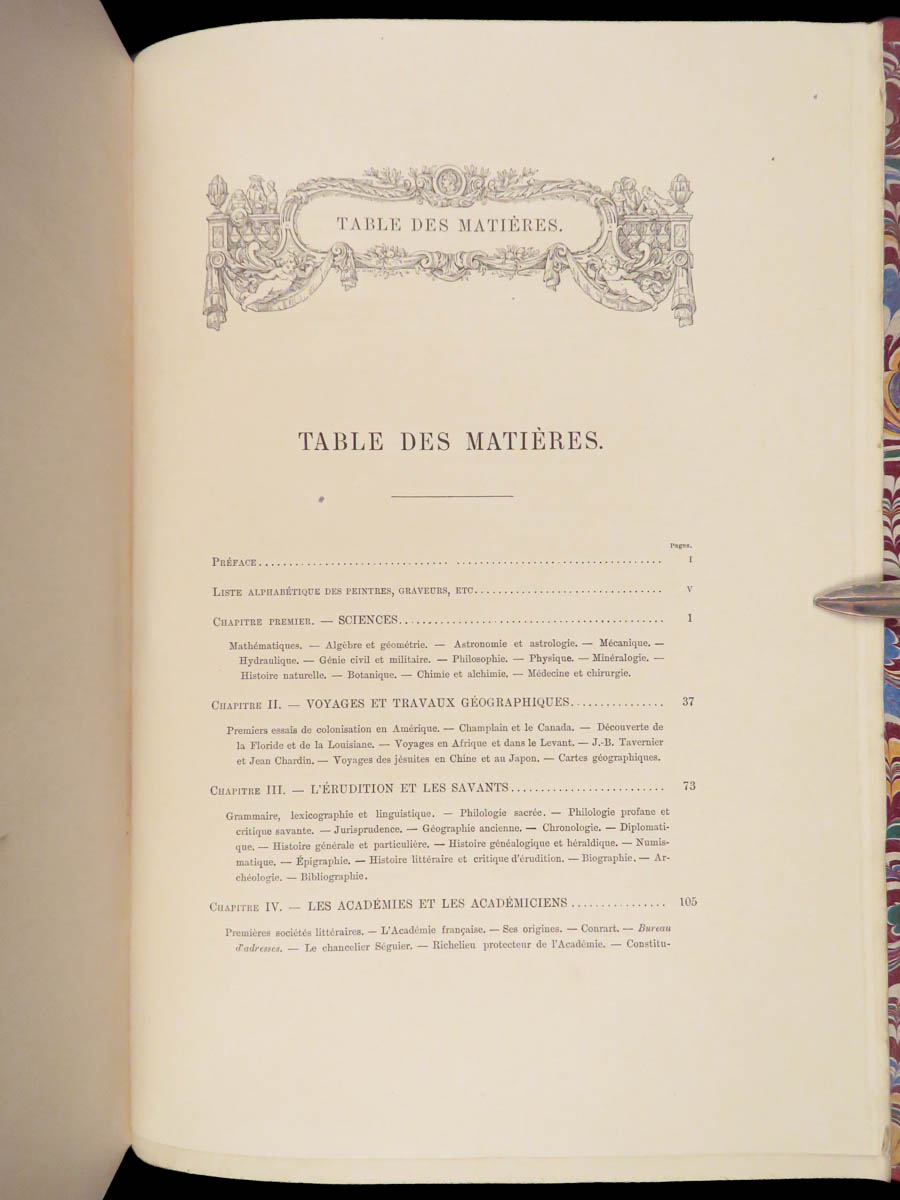 TABLE DES MATIÈRES.
TABLE DES MATIÈRES.
Pages.
Préface ........ I
Liste alphabétique des peintres, graveurs, etc ........ V
Chapitre premier. — SCIENCES ........ 1
Mathématiques. — Algèbre et géométrie. — Astronomie et astrologie. — Mécanique. —
Hydraulique. — Génie civil et militaire. — Philosophie. — Physique. — Minéralogie. —
Histoire naturelle. — Botanique. — Chimie et alchimie. — Médecine et chirurgie.
Chapitre II. — VOYAGES ET TRAVAUX GÉOGRAPHIQUES ........ 37
Premiers essais de colonisation en Amérique. — Champlain et le Canada. — Découverte de
la Floride et de la Louisiane. — Voyages en Afrique et dans le Levant. — J.-B. Tavernier
et Jean Chardin. — Voyages des jésuites en Chine et au Japon. — Cartes géographiques.
Chapitre III. — L'ÉRUDITION ET LES SAVANTS ........ 73
Grammaire, lexicographie et linguistique. — Philologie sacrée. — Philologie profane et
critique savante. — Jurisprudence. — Géographie ancienne. — Chronologie. — Diplomati-
que. — Histoire générale et particulière. — Histoire généalogique et héraldique. — Numis-
matique. — Épigraphie. — Histoire littéraire et critique d'érudition. — Biographie. — Ar-
chéologie. — Bibliographie.
Chapitre IV. — LES ACADÉMIES ET LES ACADÉMICIENS ........ 105
Premières sociétés littéraires. — L'Académie française. — Ses origines. — Conrart. — Bureau
d'adresses. — Le chancelier Séguier. — Richelieu protecteur de l'Académie. — Constitu-